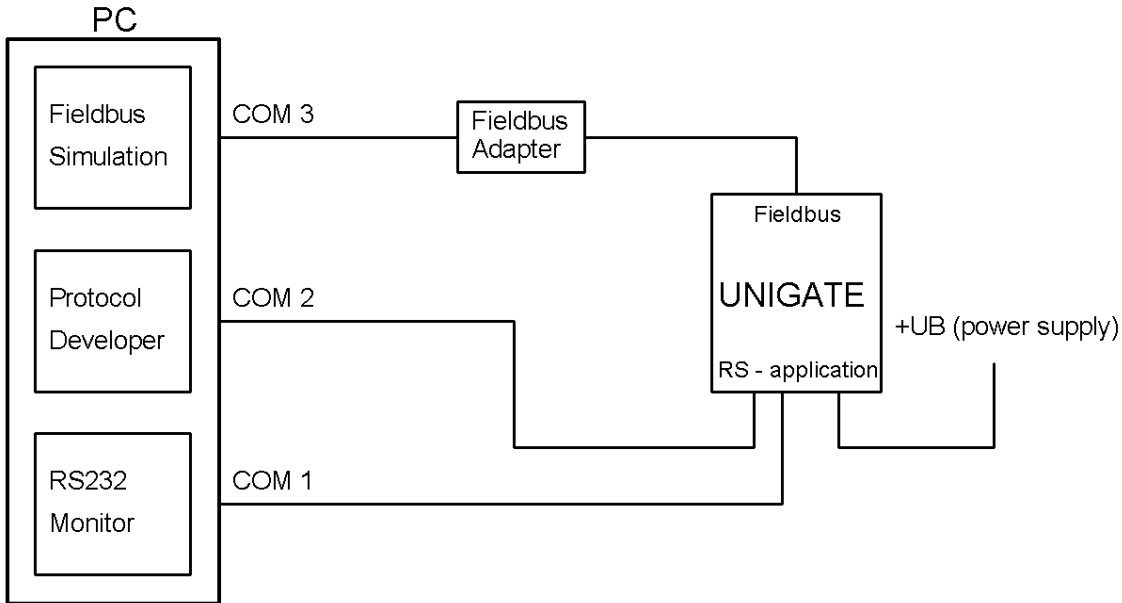 PC
Fieldbus
Simulation
COM 3
Fieldbus
Adapter
Fieldbus
UNIGATE
RS - application
+UB (power supply)
Protocol
Developer
COM 2
RS232
Monitor
COM 1